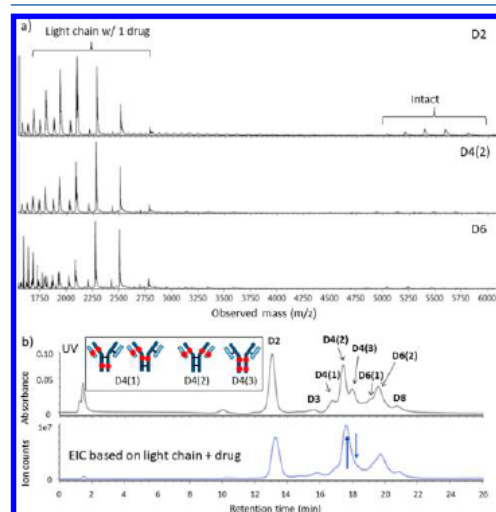 a)
Light chain w/ 1 drug
D2
Intact
D4(2)
D6
1750 2000 2250 2500 2750 3000 3250 3500 3750 4000 4250 4500 4750 5000 5250 5500 5750 6000
Observed mass (m/z)
b)
UV
D4(1) D4(2) D4(3)
D2
D3
D4(1)
D4(2)
D4(3)
D6(1)
D6(2)
D8
Absorbance
0.10
0.05
0.00
EIC based on light chain + drug
Ion counts
1e7
0
0 2 4 6 8 10 12 14 16 18 20 22 24 26
Retention time (min)